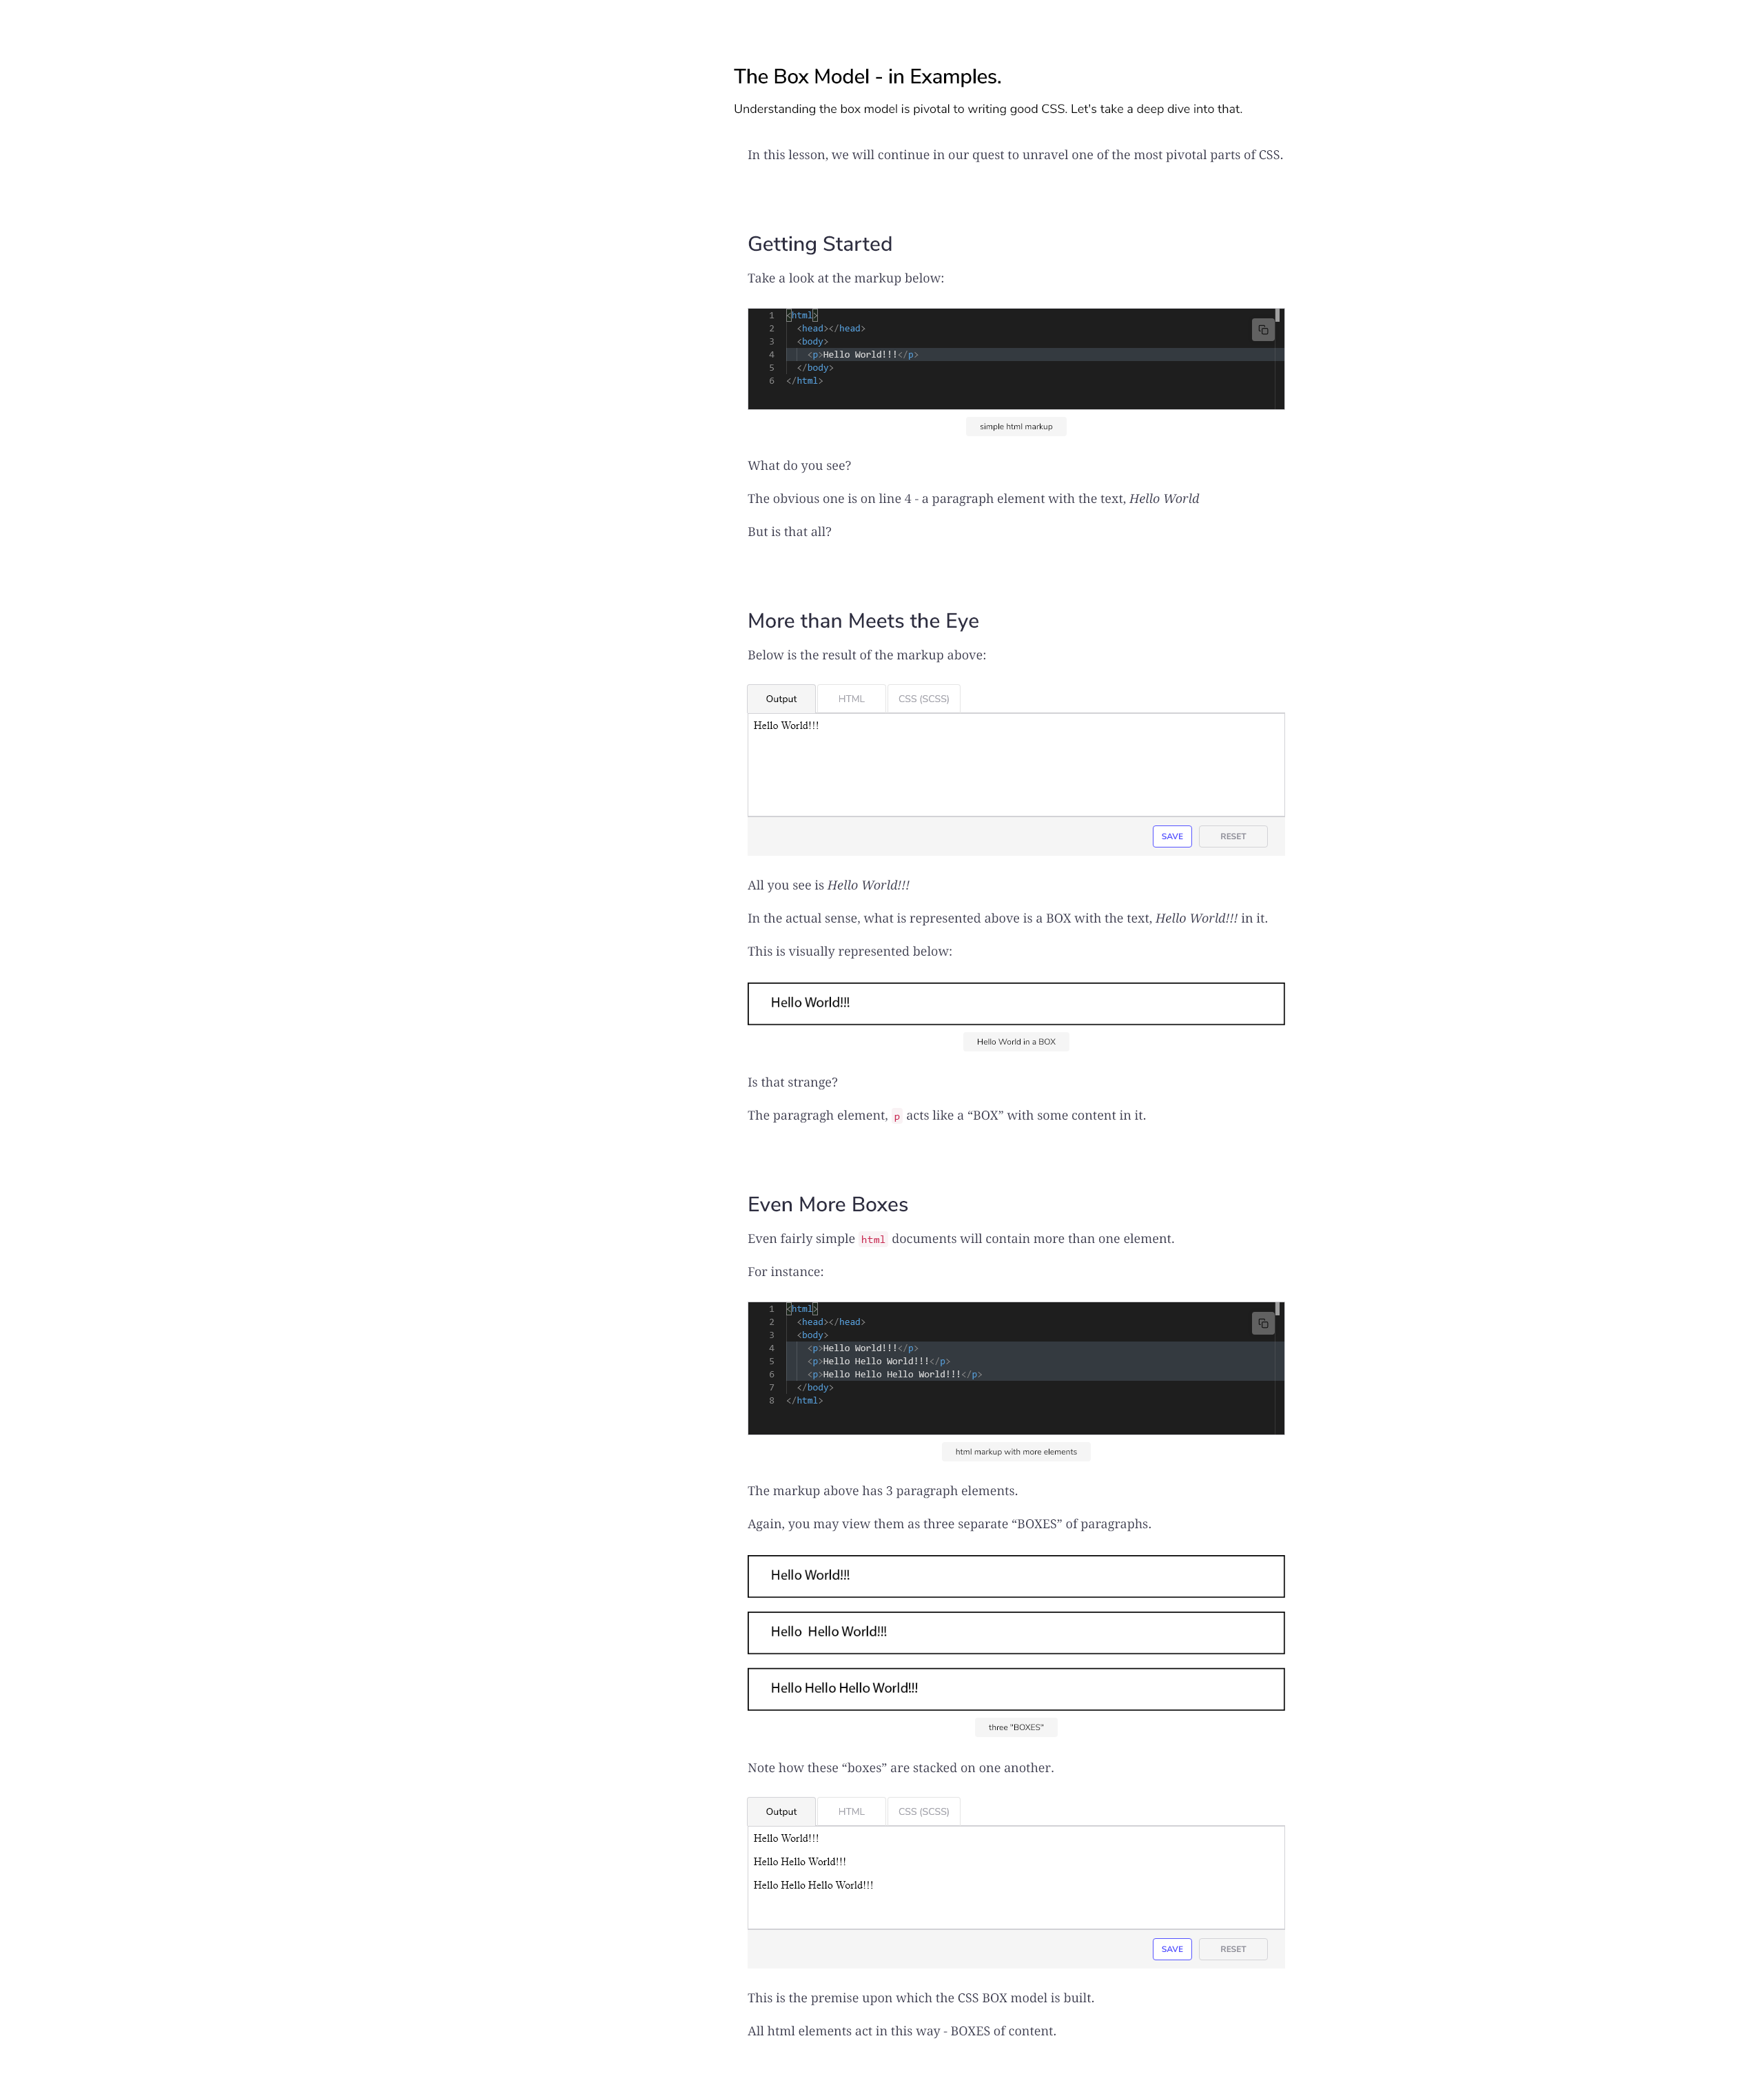 The Box Model - in Examples.
Understanding the box model is pivotal to writing good CSS. Let's take a deep dive into that.
In this lesson, we will continue in our quest to unravel one of the most pivotal parts of CSS.
Getting Started
Take a look at the markup below:
1 <html>
2 <head></head>
3 <body>
4 <p>Hello World!!!</p>
5 </body>
6 </html>
simple html markup
What do you see?
The obvious one is on line 4 - a paragraph element with the text, Hello World
But is that all?
More than Meets the Eye
Below is the result of the markup above:
Output HTML CSS (SCSS)
Hello World!!!
SAVE RESET
All you see is Hello World!!!
In the actual sense, what is represented above is a BOX with the text, Hello World!!! in it.
This is visually represented below:
Hello World!!!
Hello World in a BOX
Is that strange?
The paragragh element, p acts like a “BOX” with some content in it.
Even More Boxes
Even fairly simple html documents will contain more than one element.
For instance:
1 <html>
2 <head></head>
3 <body>
4 <p>Hello World!!!</p>
5 <p>Hello Hello World!!!</p>
6 <p>Hello Hello Hello World!!!</p>
7 </body>
8 </html>
html markup with more elements
The markup above has 3 paragraph elements.
Again, you may view them as three separate “BOXES” of paragraphs.
Hello World!!!
Hello Hello World!!!
Hello Hello Hello World!!!
three "BOXES"
Note how these “boxes” are stacked on one another.
Output HTML CSS (SCSS)
Hello World!!!
Hello Hello World!!!
Hello Hello Hello World!!!
SAVE RESET
This is the premise upon which the CSS BOX model is built.
All html elements act in this way - BOXES of content.